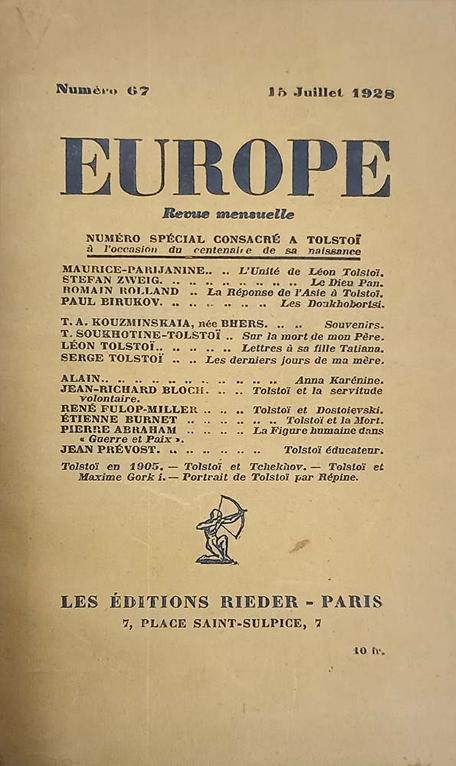 Numéro 67 15 Juillet 1928
EUROPE
Revue mensuelle
NUMÉRO SPÉCIAL CONSACRÉ A TOLSTOÏ
à l'occasion du centenaire de sa naissance
MAURICE-PARIJANINE.. .. L'Unité de Léon Tolstoï.
STEFAN ZWEIG. .. .. .. .. .. .. .. .. Le Dieu Pan.
ROMAIN ROLLAND .. .. La Réponse de l'Asie à Tolstoï.
PAUL BIRUKOV. .. .. .. .. .. .. Les Doukhobortsi.
T. A. KOUZMINSKAIA, née BHERS. .. .. Souvenirs.
T. SOUKHOTINE-TOLSTOÏ .. Sur la mort de mon Père.
LÉON TOLSTOÏ.. .. .. .. .. Lettres à sa fille Tatiana.
SERGE TOLSTOÏ .. .. Les derniers jours de ma mère.
ALAIN.. .. .. .. .. .. .. .. .. .. .. Anna Karénine.
JEAN-RICHARD BLOCH. .. .. Tolstoï et la servitude
volontaire.
RENÉ FULOP-MILLER .. .. .. Tolstoï et Dostoïevski.
ÉTIENNE BURNET .. .. .. .. .. .. Tolstoï et la Mort.
PIERRE ABRAHAM .. .. .. .. La Figure humaine dans
« Guerre et Paix ».
JEAN PRÉVOST. .. .. .. .. .. .. Tolstoï éducateur.
Tolstoï en 1905. — Tolstoï et Tchekhov. — Tolstoï et
Maxime Gork i. — Portrait de Tolstoï par Répine.
LES ÉDITIONS RIEDER - PARIS
7, PLACE SAINT-SULPICE, 7
10 fr.